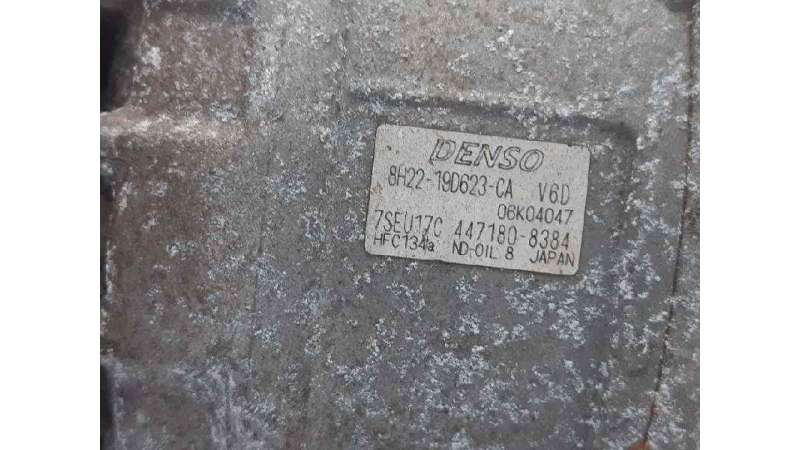 DENSO
8H22-19D623-CA V6D
06K04047
7SEU17C 447180-8384
HFC134a ND-OIL 8 JAPAN